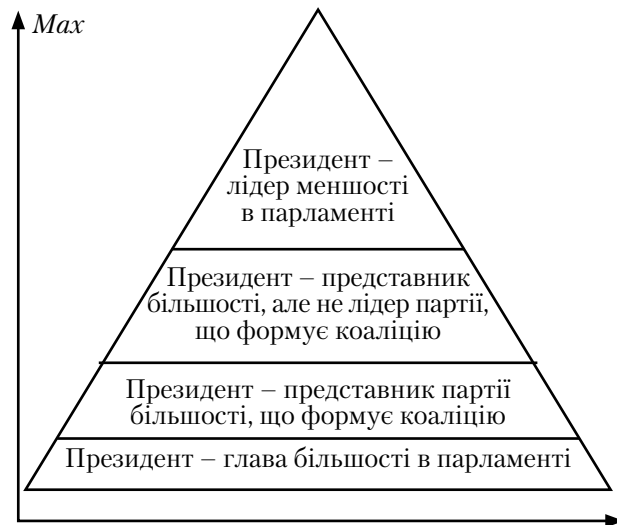 Max
Президент –
лідер меншості
в парламенті
Президент – представник
більшості, але не лідер партії,
що формує коаліцію
Президент – представник партії
більшості, що формує коаліцію
Президент – глава більшості в парламенті